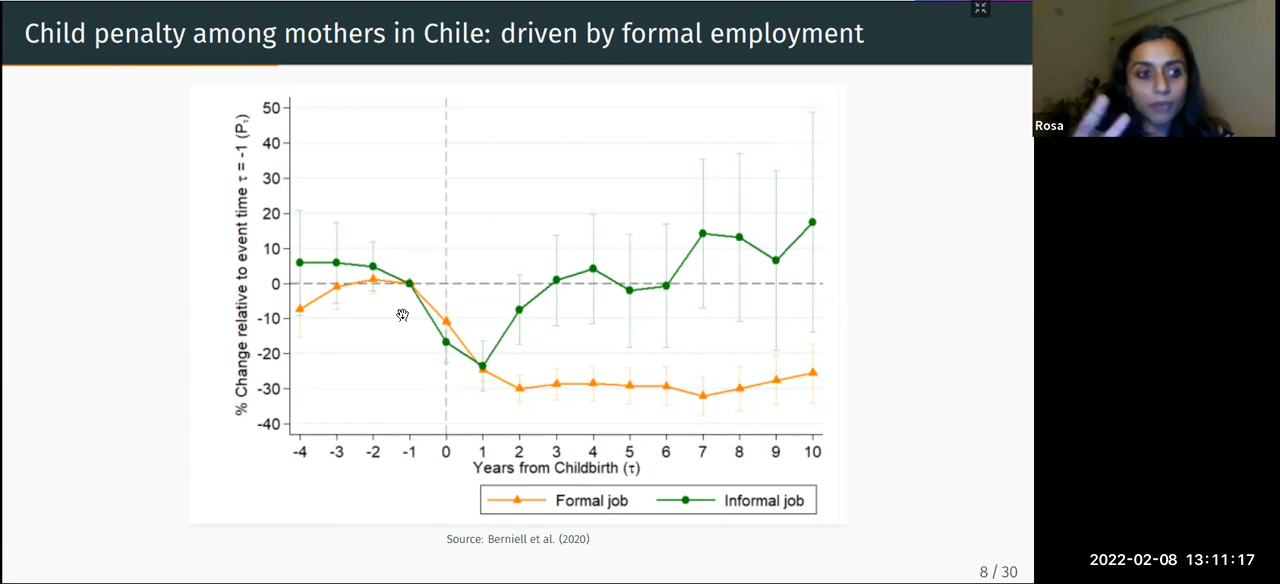 Child penalty among mothers in Chile: driven by formal employment
Rosa
% Change relative to event time τ = -1 (Pτ)
50
40
30
20
10
0
-10
-20
-30
-40
-4 -3 -2 -1 0 1 2 3 4 5 6 7 8 9 10
Years from Childbirth (τ)
Formal job Informal job
Source: Berniell et al. (2020)
8 / 30
2022-02-08 13:11:17